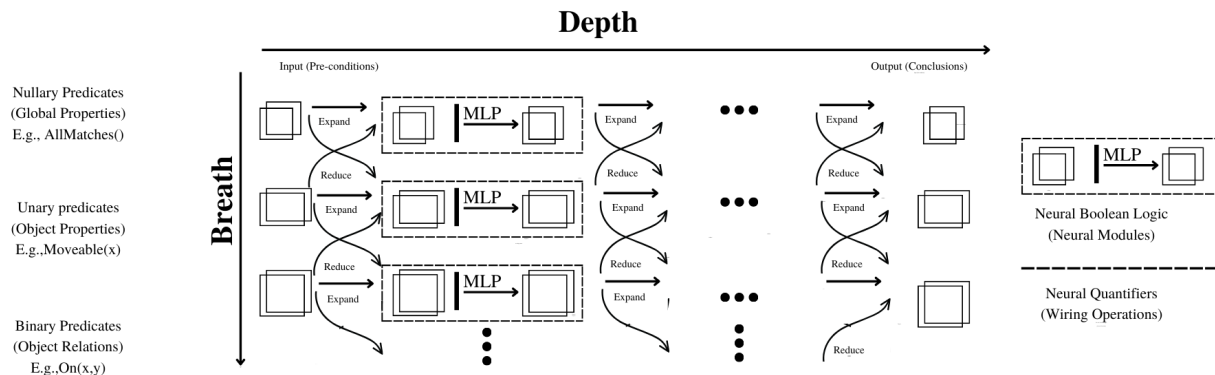 Depth
Input (Pre-conditions)
Output (Conclusions)
Breath
Nullary Predicates
(Global Properties)
E.g., AllMatches()
Unary predicates
(Object Properties)
E.g.,Moveable(x)
Binary Predicates
(Object Relations)
E.g.,On(x,y)
Expand
MLP
Expand
Expand
Reduce
Reduce
Reduce
Expand
MLP
Expand
Expand
Reduce
Reduce
Reduce
Expand
MLP
Expand
Reduce
MLP
Neural Boolean Logic
(Neural Modules)
Neural Quantifiers
(Wiring Operations)